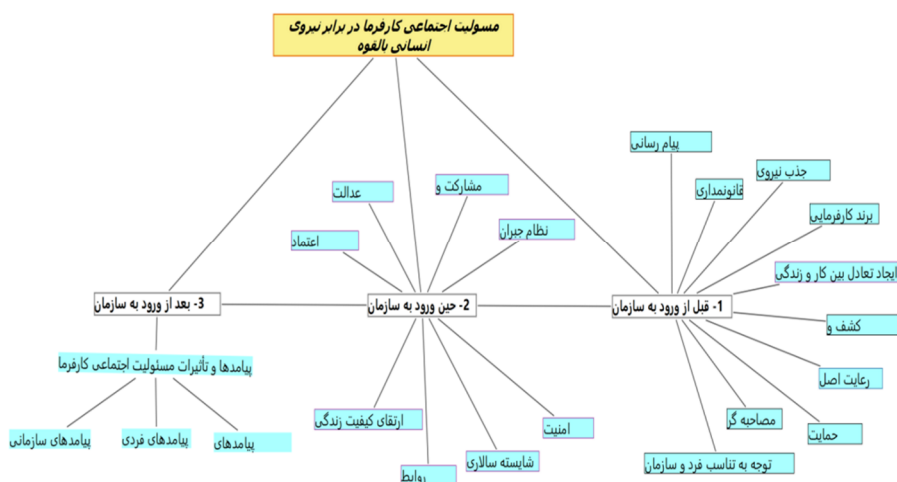 مسولیت اجتماعی کارفرما در برابر نیروی
انسانی بالقوه
پیام رسانی
جذب نیروی
قانونمداری
برند کارفرمایی
ایجاد تعادل بین کار و زندگی
1- قبل از ورود به سازمان
کشف و
رعایت اصل
حمایت
مصاحبه گر
توجه به تناسب فرد و سازمان
مشارکت و
عدالت
نظام جبران
اعتماد
2- حین ورود به سازمان
ارتقای کیفیت زندگی
امنیت
شایسته سالاری
روابط
3- بعد از ورود به سازمان
پیامدها و تأثیرات مسئولیت اجتماعی کارفرما
پیامدهای
پیامدهای فردی
پیامدهای سازمانی